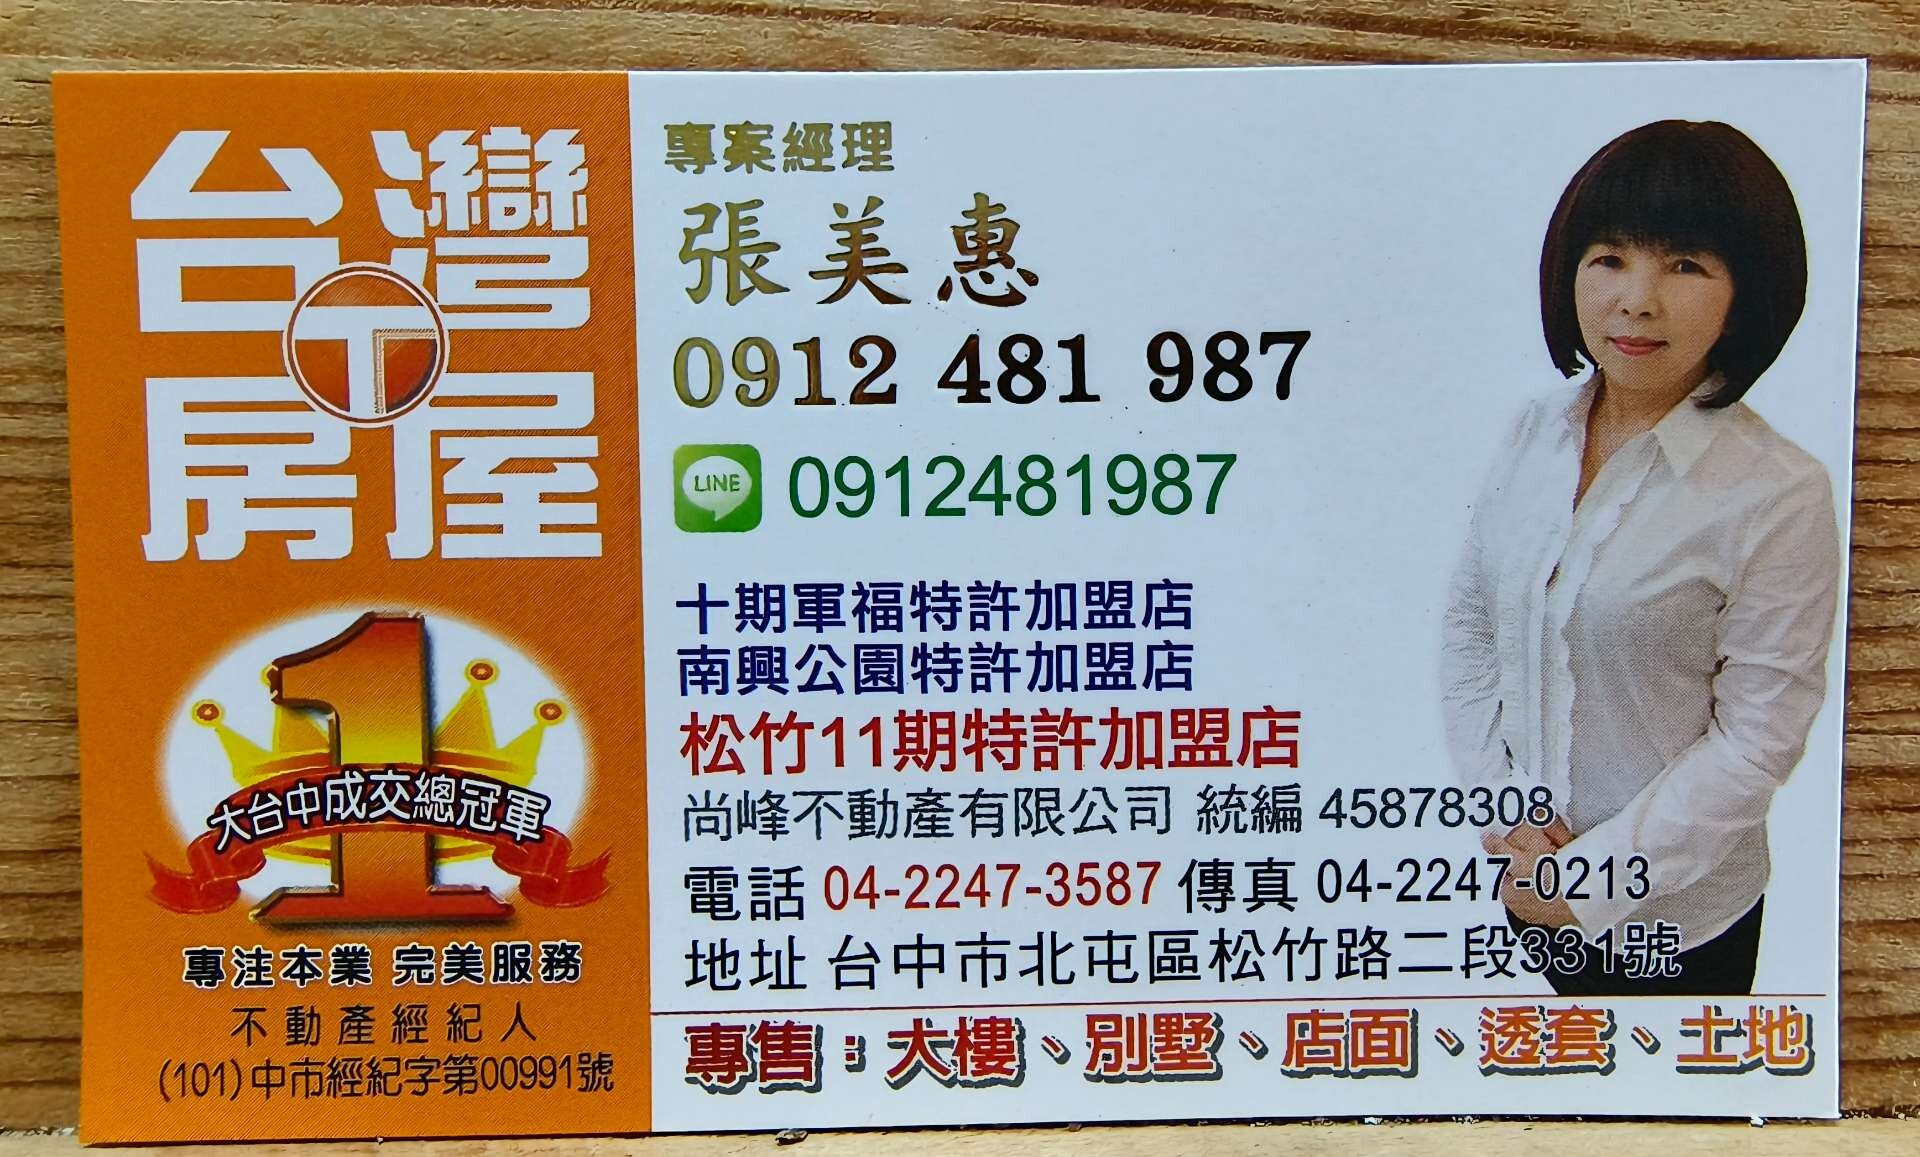 台灣
房屋
1
大台中成交總冠軍
專注本業 完美服務
不動產經紀人
(101)中市經紀字第00991號
專案經理
張美惠
0912 481 987
LINE 0912481987
十期軍福特許加盟店
南興公園特許加盟店
松竹11期特許加盟店
尚峰不動產有限公司 統編 45878308
電話 04-2247-3587 傳真 04-2247-0213
地址 台中市北屯區松竹路二段331號
專售：大樓、別墅、店面、透套、土地